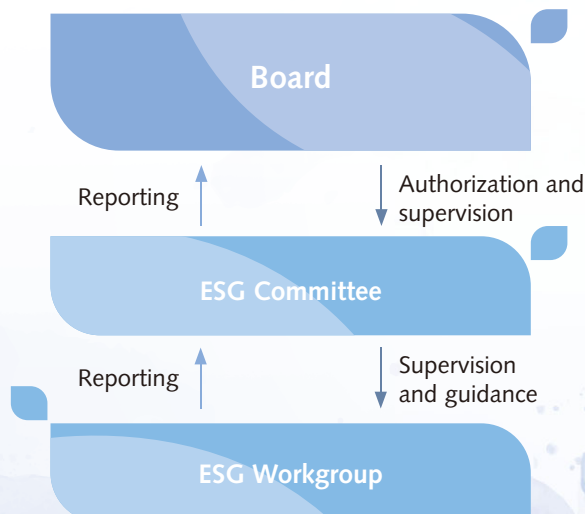 Board
Reporting
Authorization and
supervision
ESG Committee
Reporting
Supervision
and guidance
ESG Workgroup